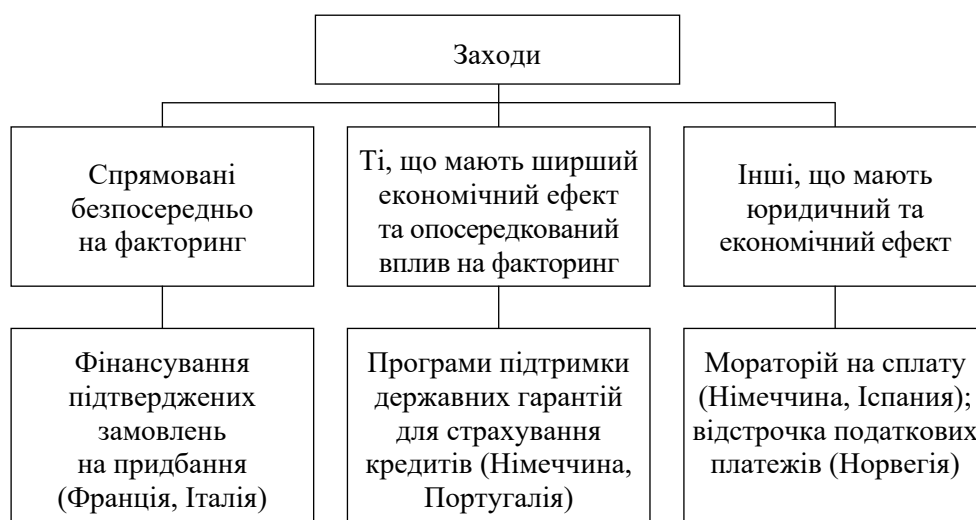 Заходи
Спрямовані
безпосередньо
на факторинг
Ті, що мають ширший
економічний ефект
та опосередкований
вплив на факторинг
Інші, що мають
юридичний та
економічний ефект
Фінансування
підтверджених
замовлень
на придбання
(Франція, Італія)
Програми підтримки
державних гарантій
для страхування
кредитів (Німеччина,
Португалія)
Мораторій на сплату
(Німеччина, Іспания);
відстрочка податкових
платежів (Норвегія)